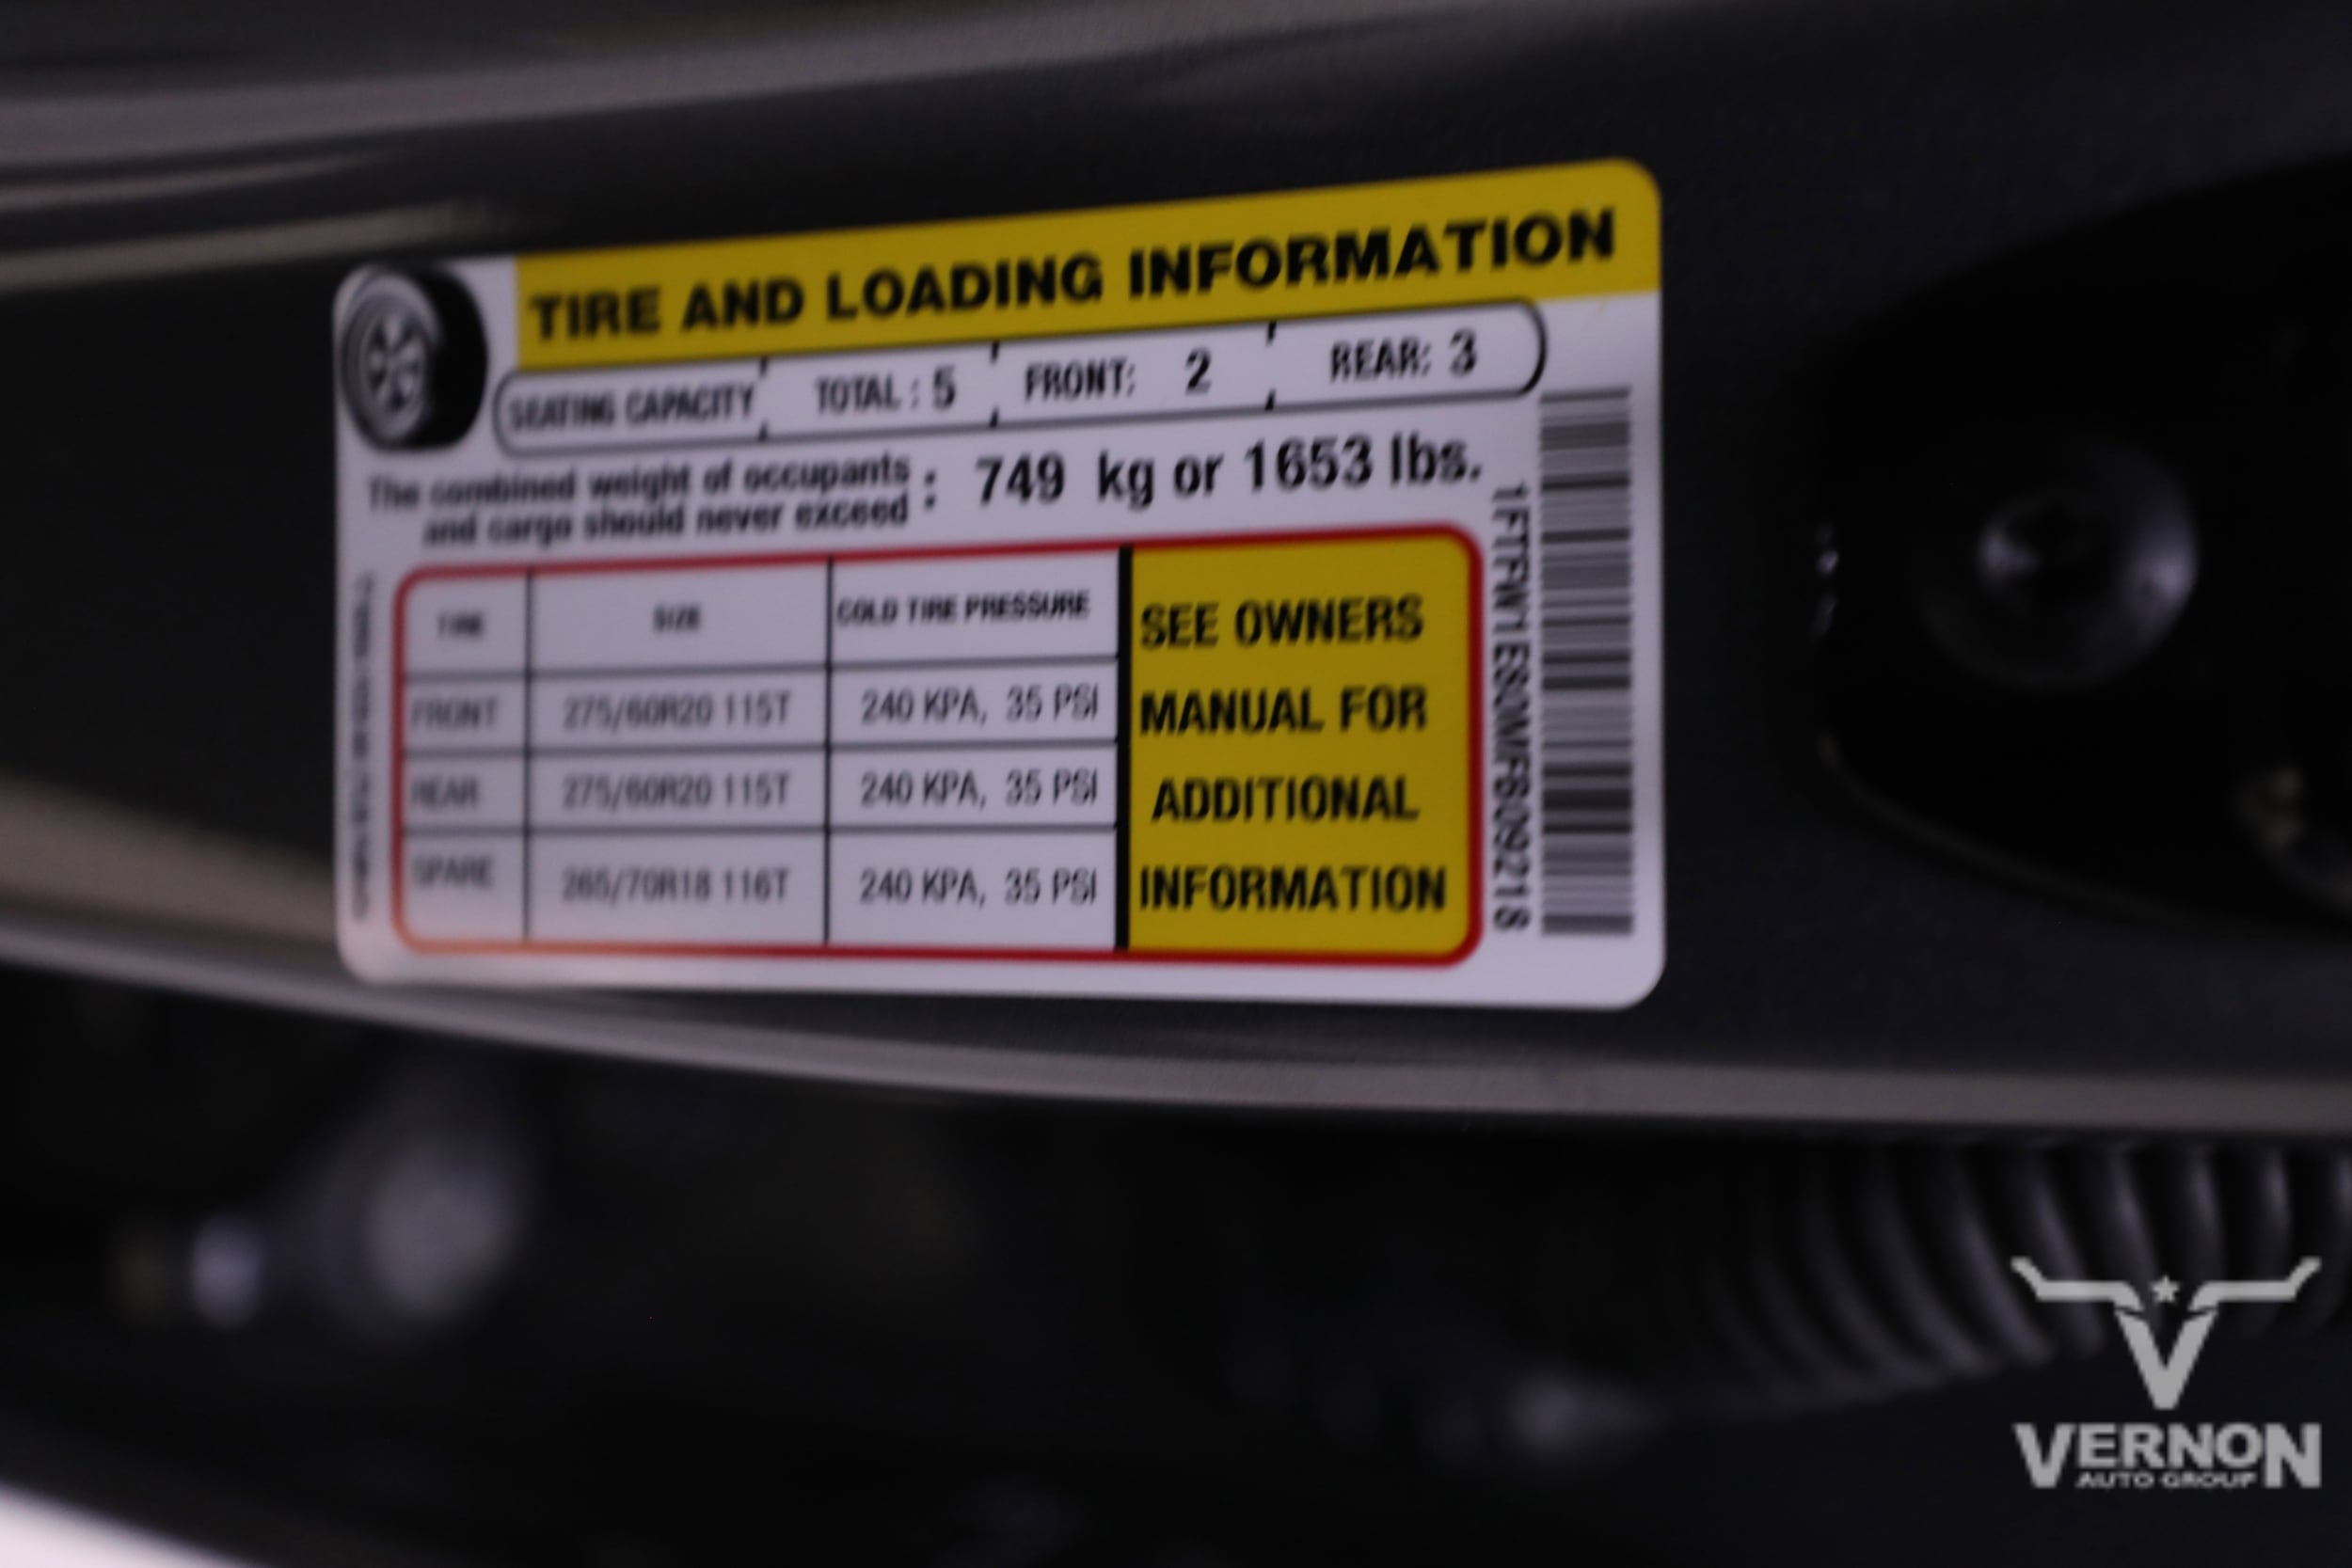 TIRE AND LOADING INFORMATION
SEATING CAPACITY TOTAL : 5 FRONT: 2 REAR: 3
The combined weight of occupants
and cargo should never exceed : 749 kg or 1653 lbs.
TIRE SIZE COLD TIRE PRESSURE
FRONT 275/60R20 115T 240 KPA, 35 PSI
REAR 275/60R20 115T 240 KPA, 35 PSI
SPARE 265/70R18 116T 240 KPA, 35 PSI
SEE OWNERS
MANUAL FOR
ADDITIONAL
INFORMATION
1FTFW1E80MFB09218
VERNON
AUTO GROUP